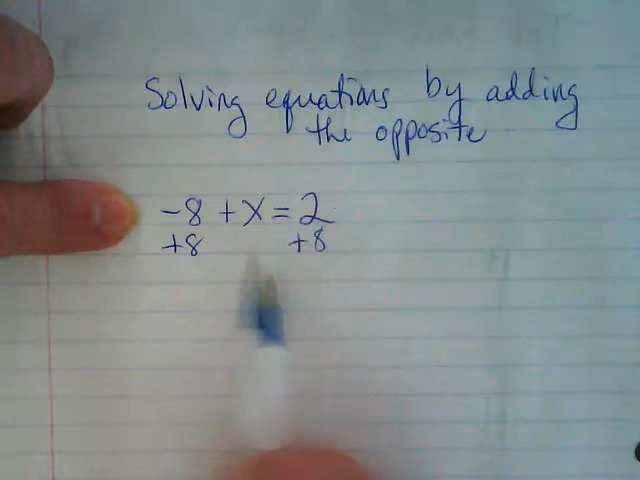 Solving equations by adding
the opposite
-8 + x = 2
+8 +8